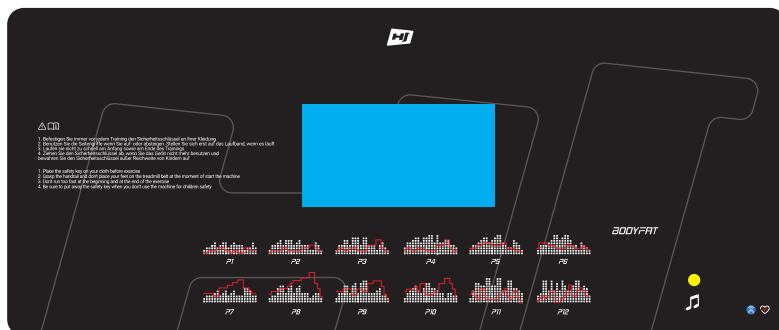 HS
1. Befestigen Sie immer vor jedem Training den Sicherheitsschlüssel an Ihrer Kleidung
2. Benutzen Sie die Seitengriffe wenn Sie auf- oder absteigen. Stellen Sie sich erst auf das Laufband, wenn es läuft
3. Laufen sie nicht zu schnell am Anfang sowie am Ende des Trainings
4. Ziehen Sie den Sicherheitsschlüssel ab, wenn Sie das Gerät nicht mehr benutzen und
bewahren Sie den Sicherheitsschlüssel außer Reichweite von Kindern auf
1. Place the safety key on your cloth before exercise
2. Grasp the handrail and don't place your feet on the treadmill belt at the moment of start the machine
3. Don't run too fast at the beginning and at the end of the exercise
4. Be sure to put away the safety key when you don't use the machine for children safety
BODYFAT
P1 P2 P3 P4 P5 P6
P7 P8 P9 P10 P11 P12